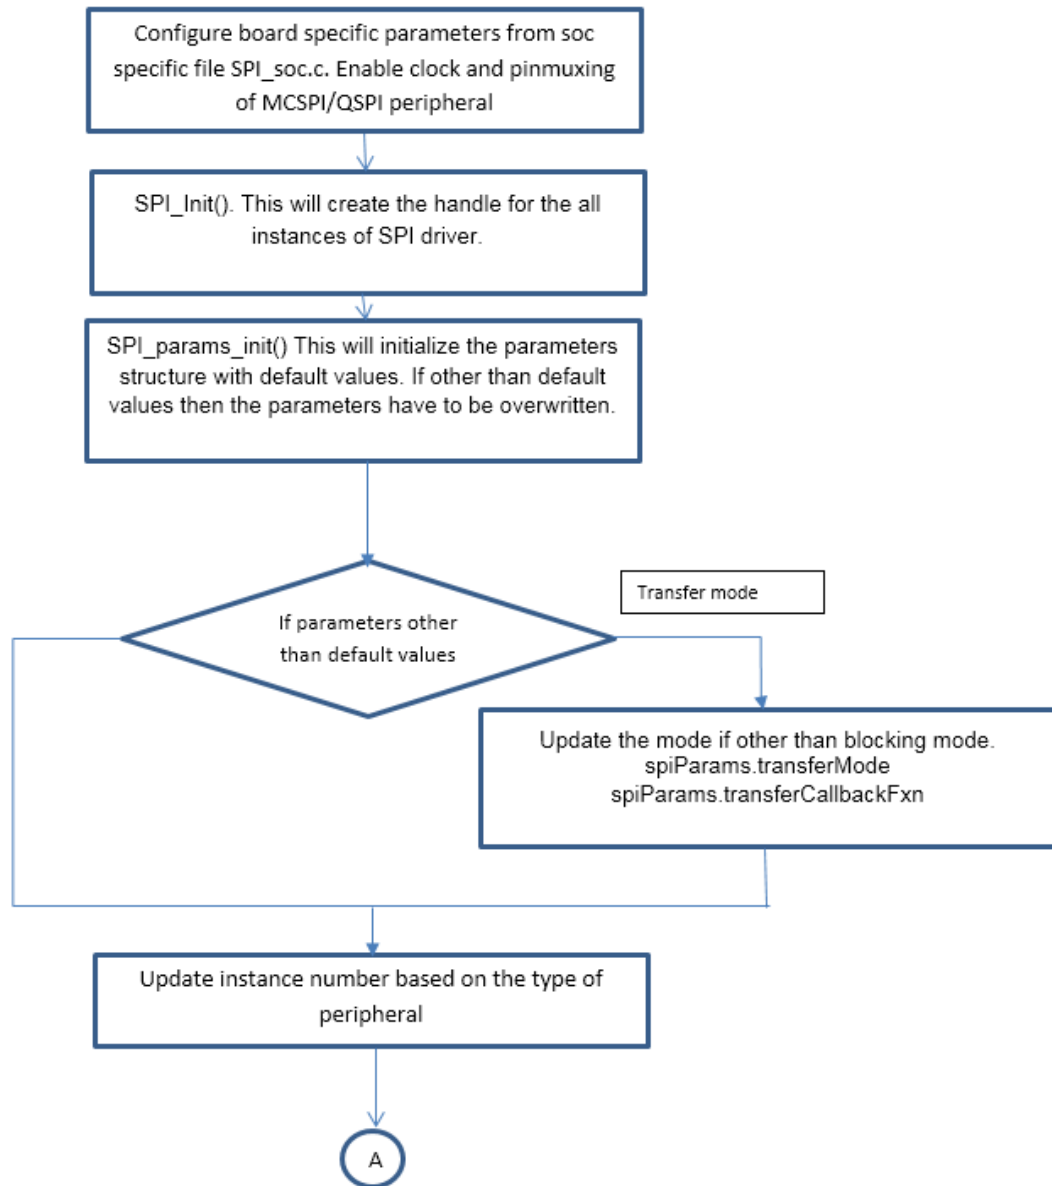 Configure board specific parameters from soc
specific file SPI_soc.c. Enable clock and pinmuxing
of MCSPI/QSPI peripheral
SPI_Init(). This will create the handle for the all
instances of SPI driver.
SPI_params_init() This will initialize the parameters
structure with default values. If other than default
values then the parameters have to be overwritten.
If parameters other
than default values
Transfer mode
Update the mode if other than blocking mode.
spiParams.transferMode
spiParams.transferCallbackFxn
Update instance number based on the type of
peripheral
A